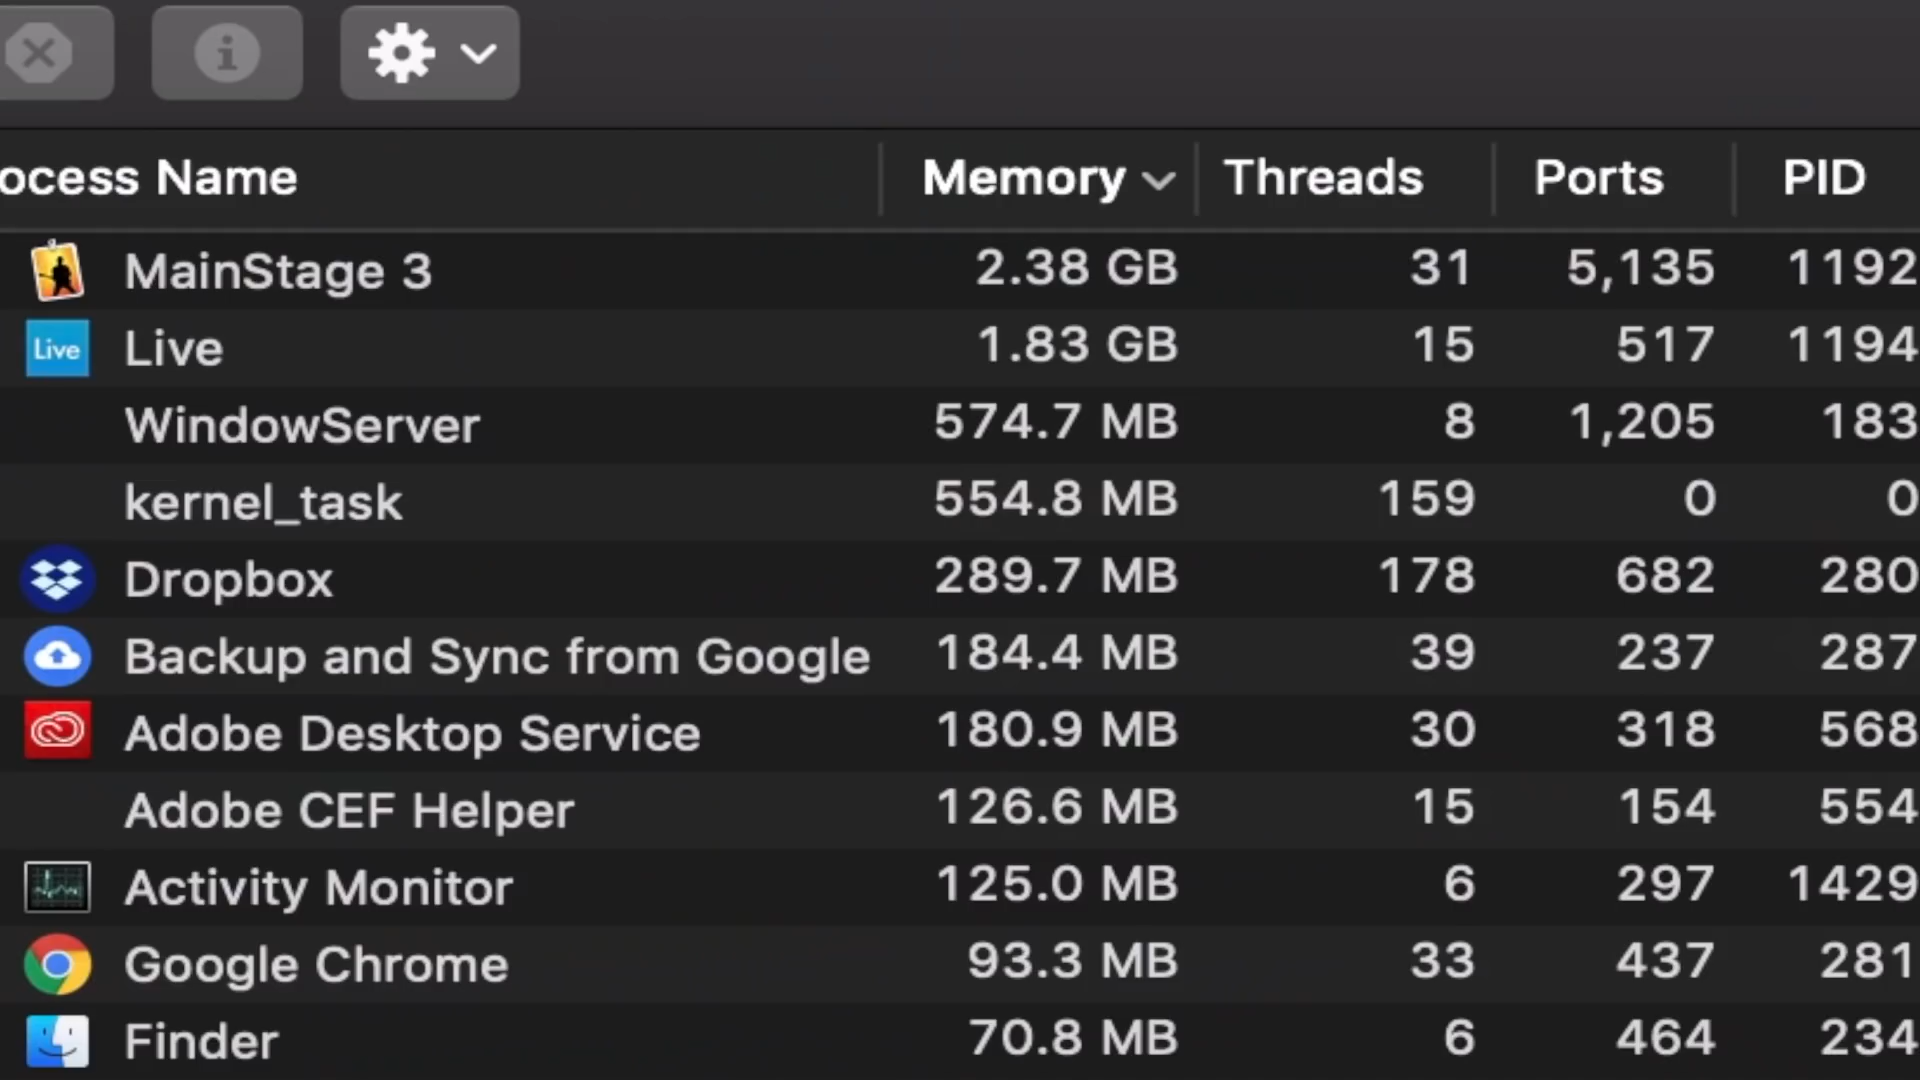 ocess Name Memory Threads Ports PID
MainStage 3 2.38 GB 31 5,135 1192
Live Live 1.83 GB 15 517 1194
WindowServer 574.7 MB 8 1,205 183
kernel_task 554.8 MB 159 0 0
Dropbox 289.7 MB 178 682 280
Backup and Sync from Google 184.4 MB 39 237 287
Adobe Desktop Service 180.9 MB 30 318 568
Adobe CEF Helper 126.6 MB 15 154 554
Activity Monitor 125.0 MB 6 297 1429
Google Chrome 93.3 MB 33 437 281
Finder 70.8 MB 6 464 234